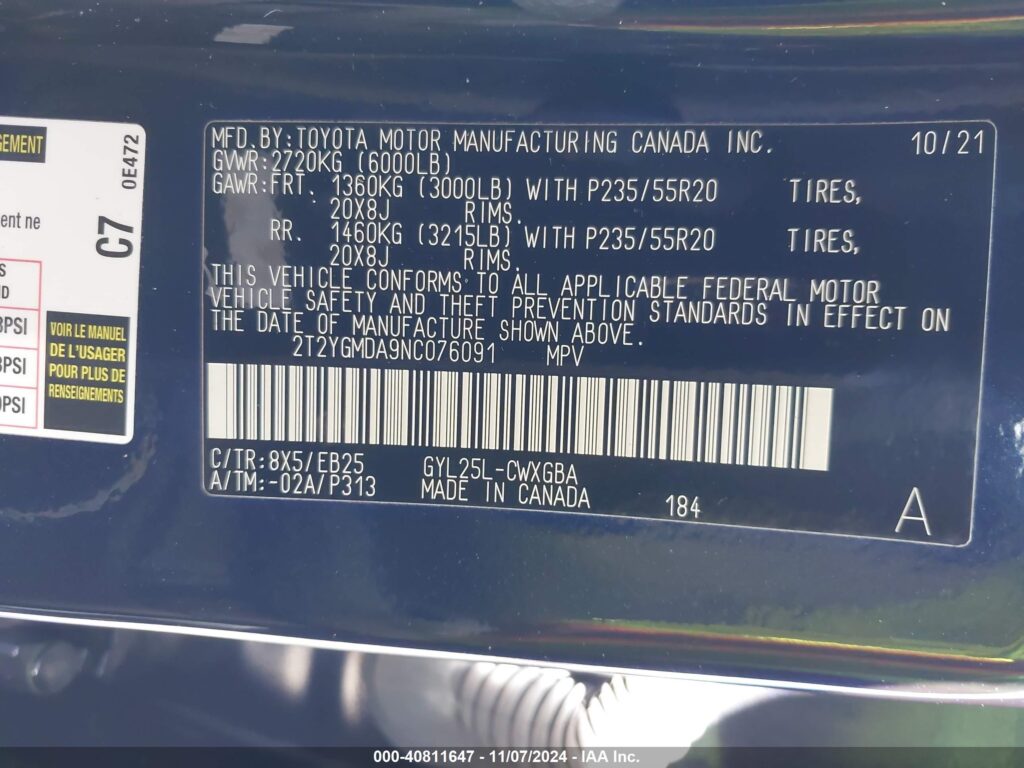 GEMENT
0E472
ent ne
C7
S
ND
PSI
PSI
PSI
VOIR LE MANUEL
DE L'USAGER
POUR PLUS DE
RENSEIGNEMENTS
MFD.BY:TOYOTA MOTOR MANUFACTURING CANADA INC. 10/21
GVWR:2720KG (6000LB)
GAWR:FRT. 1360KG (3000LB) WITH P235/55R20 TIRES,
20X8J RIMS.
RR. 1460KG (3215LB) WITH P235/55R20 TIRES,
20X8J RIMS.
THIS VEHICLE CONFORMS TO ALL APPLICABLE FEDERAL MOTOR
VEHICLE SAFETY AND THEFT PREVENTION STANDARDS IN EFFECT ON
THE DATE OF MANUFACTURE SHOWN ABOVE.
2T2YGMDA9NC076091 MPV
C/TR:8X5/EB25 GYL25L-CWXGBA
A/TM:-02A/P313 MADE IN CANADA 184 A
000-40811647 - 11/07/2024 - IAA Inc.